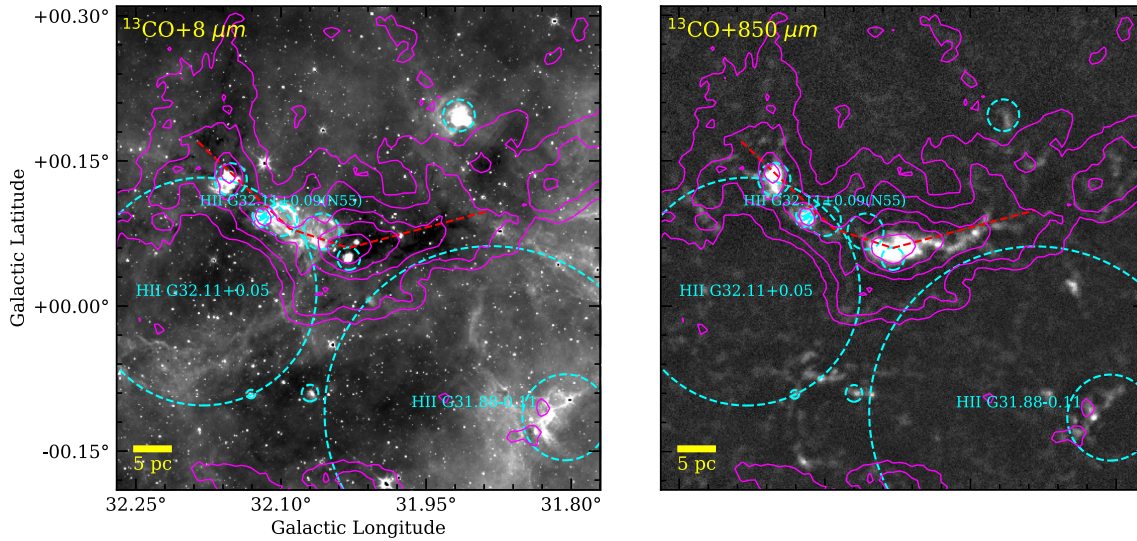 ¹³CO+8 μm
¹³CO+850 μm
+00.30°
+00.15°
+00.00°
-00.15°
Galactic Latitude
HII G32.11+0.09(N55)
HII G32.11+0.05
HII G31.88-0.11
5 pc
HII G32.11+0.09(N55)
HII G32.11+0.05
HII G31.88-0.11
5 pc
32.25
32.10
31.95
31.80
Galactic Longitude